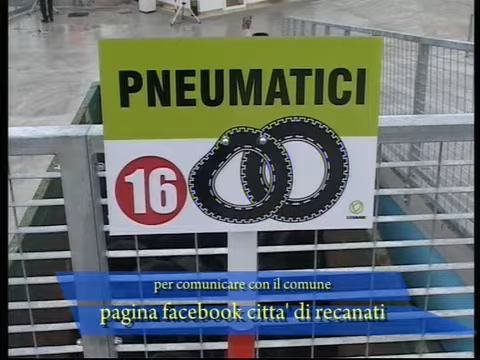 PNEUMATICI
16
per comunicare con il comune
pagina facebook citta' di recanati